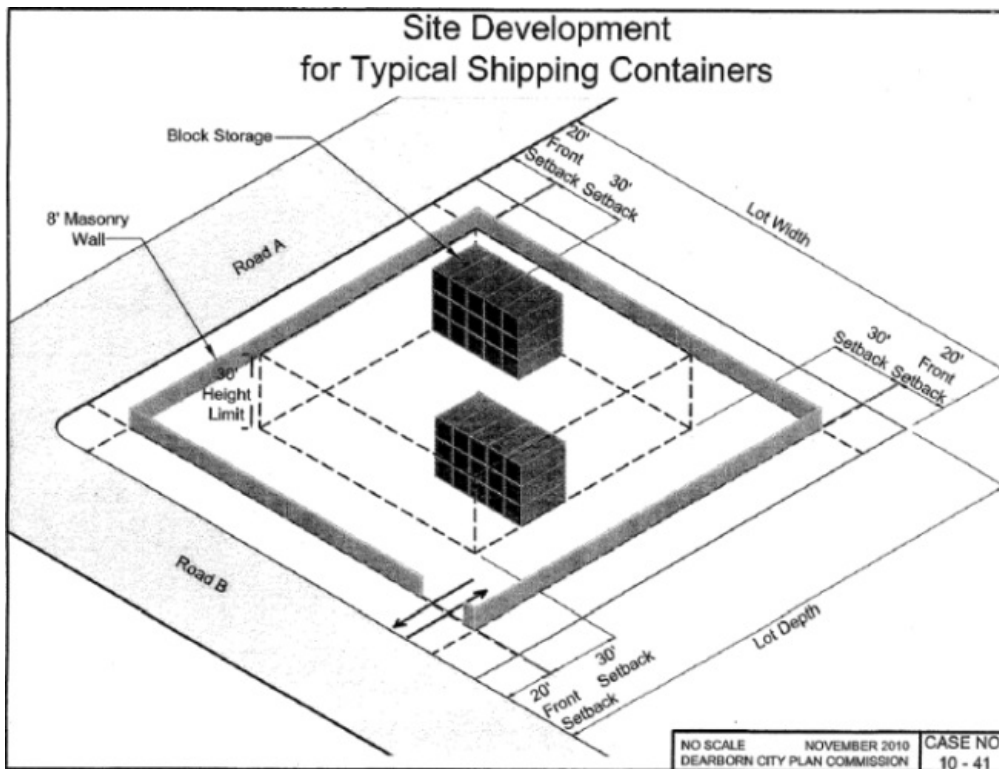 Site Development
for Typical Shipping Containers
Block Storage
8' Masonry
Wall
Road A
20'
Front
Setback
30'
Setback
Lot Width
30'
Setback
20'
Front
Setback
30'
Height
Limit
Road B
20'
Front
Setback
30'
Setback
Lot Depth
NO SCALE NOVEMBER 2010
DEARBORN CITY PLAN COMMISSION
CASE NO
10 - 41